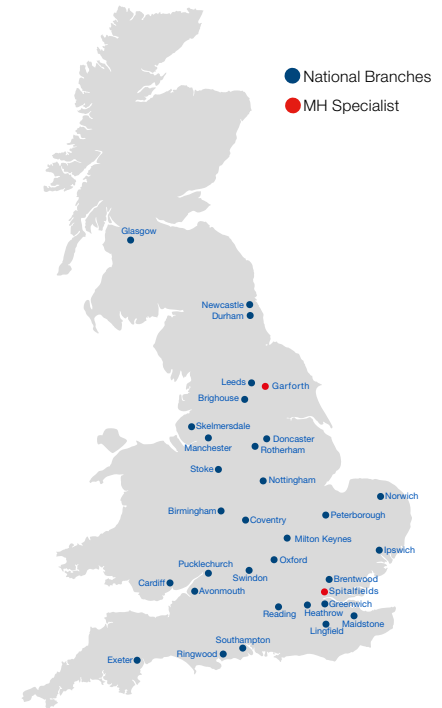 National Branches
MH Specialist
Glasgow
Newcastle
Durham
Leeds
Garforth
Brighouse
Skelmersdale
Manchester
Doncaster
Rotherham
Stoke
Nottingham
Norwich
Birmingham
Peterborough
Coventry
Milton Keynes
Ipswich
Oxford
Pucklechurch
Swindon
Cardiff
Avonmouth
Brentwood
Spitalfields
Greenwich
Heathrow
Reading
Maidstone
Lingfield
Southampton
Ringwood
Exeter